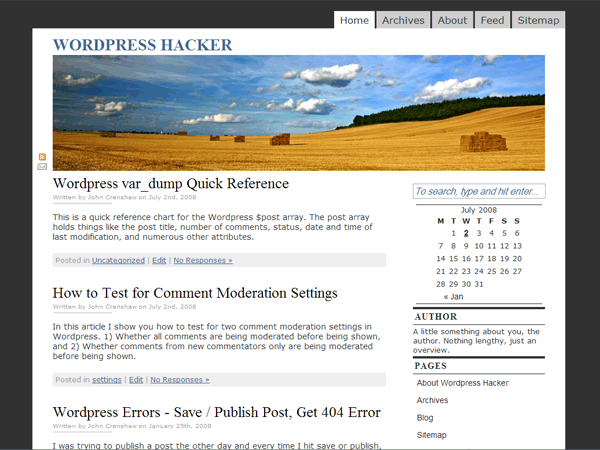 Home Archives About Feed Sitemap
WORDPRESS HACKER
Wordpress var_dump Quick Reference
Written by John Crenshaw on July 2nd, 2008
This is a quick reference chart for the Wordpress $post array. The post array
holds things like the post title, number of comments, status, date and time of
last modification, and numerous other attributes.
Posted in Uncategorized | Edit | No Responses »
How to Test for Comment Moderation Settings
Written by John Crenshaw on July 2nd, 2008
In this article I show you how to test for two comment moderation settings in
Wordpress. 1) Whether all comments are being moderated before being shown,
and 2) Whether comments from new commentators only are being moderated
before being shown.
Posted in settings | Edit | No Responses »
Wordpress Errors - Save / Publish Post, Get 404 Error
Written by John Crenshaw on January 25th, 2008
I was trying to publish a post the other day and every time I hit save or publish,
To search, type and hit enter...
July 2008
M T W T F S S
1 2 3 4 5 6
7 8 9 10 11 12 13
14 15 16 17 18 19 20
21 22 23 24 25 26 27
28 29 30 31
« Jan
AUTHOR
A little something about you, the
author. Nothing lengthy, just an
overview.
PAGES
About Wordpress Hacker
Archives
Blog
Sitemap